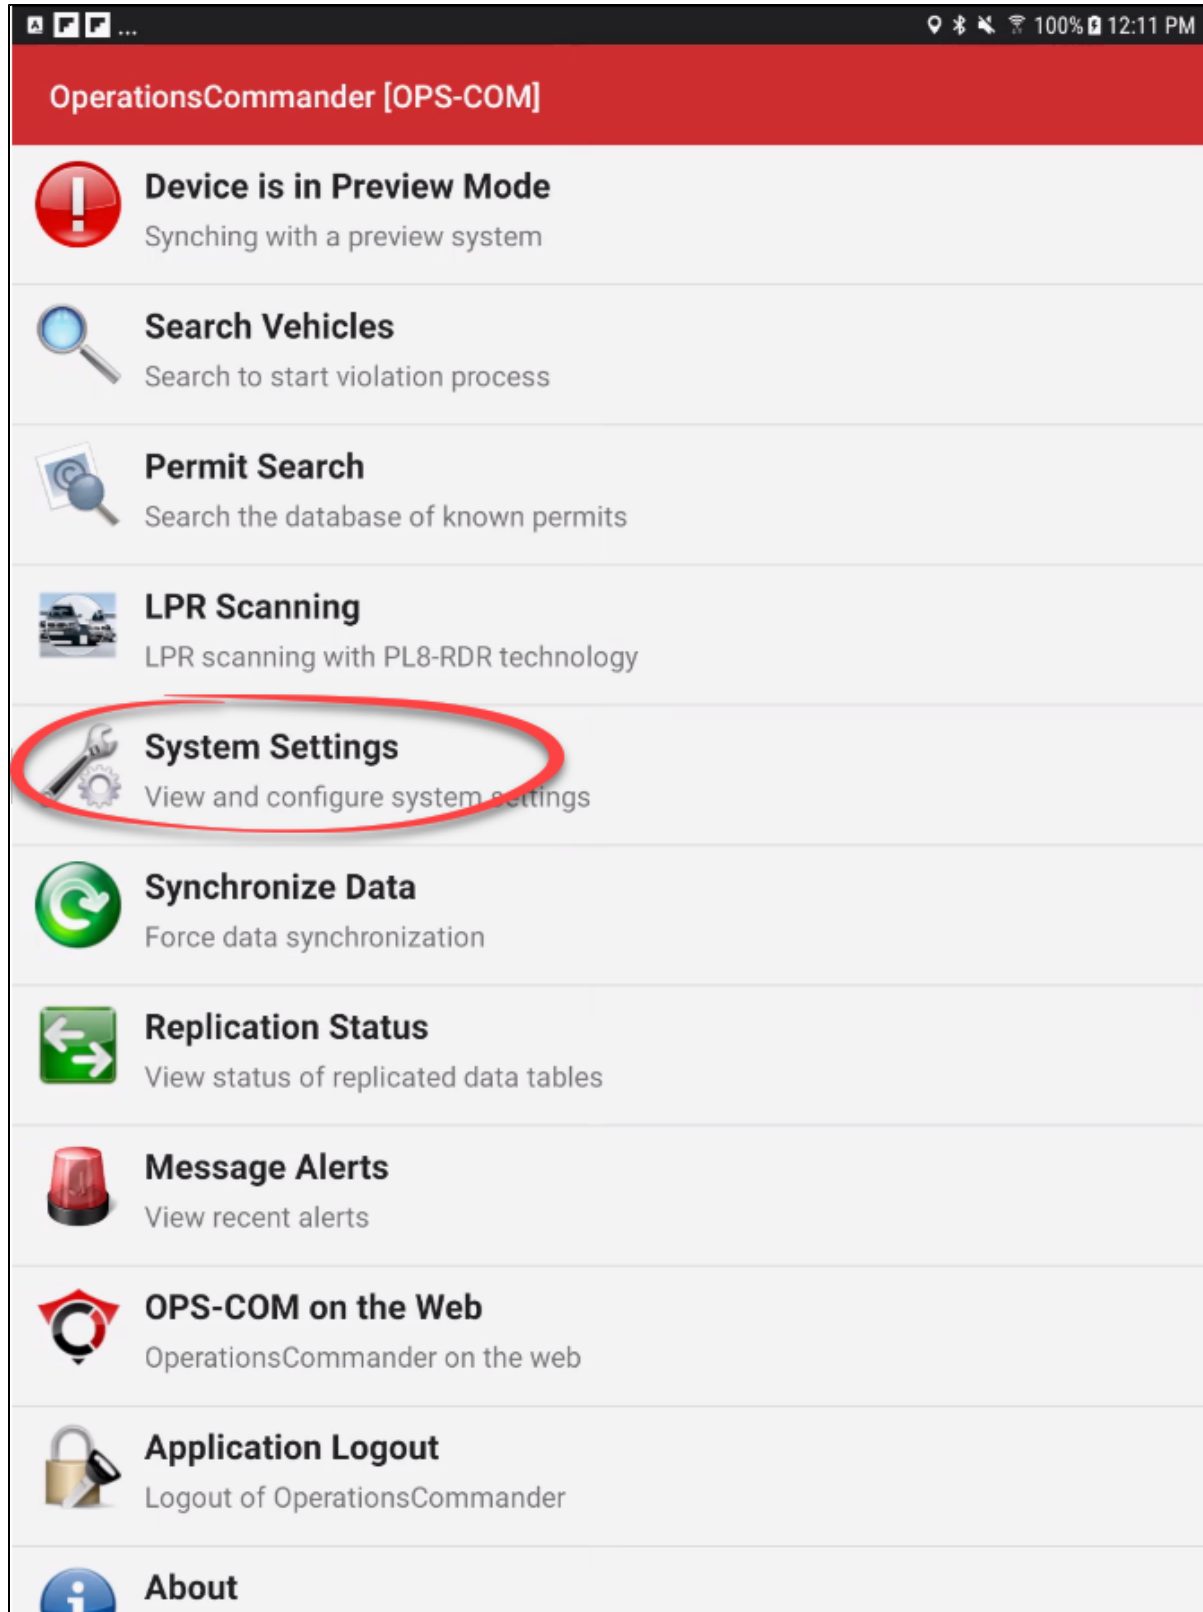 ... 100% 12:11 PM
OperationsCommander [OPS-COM]
Device is in Preview Mode
Synching with a preview system
Search Vehicles
Search to start violation process
Permit Search
Search the database of known permits
LPR Scanning
LPR scanning with PL8-RDR technology
System Settings
View and configure system settings
Synchronize Data
Force data synchronization
Replication Status
View status of replicated data tables
Message Alerts
View recent alerts
OPS-COM on the Web
OperationsCommander on the web
Application Logout
Logout of OperationsCommander
About